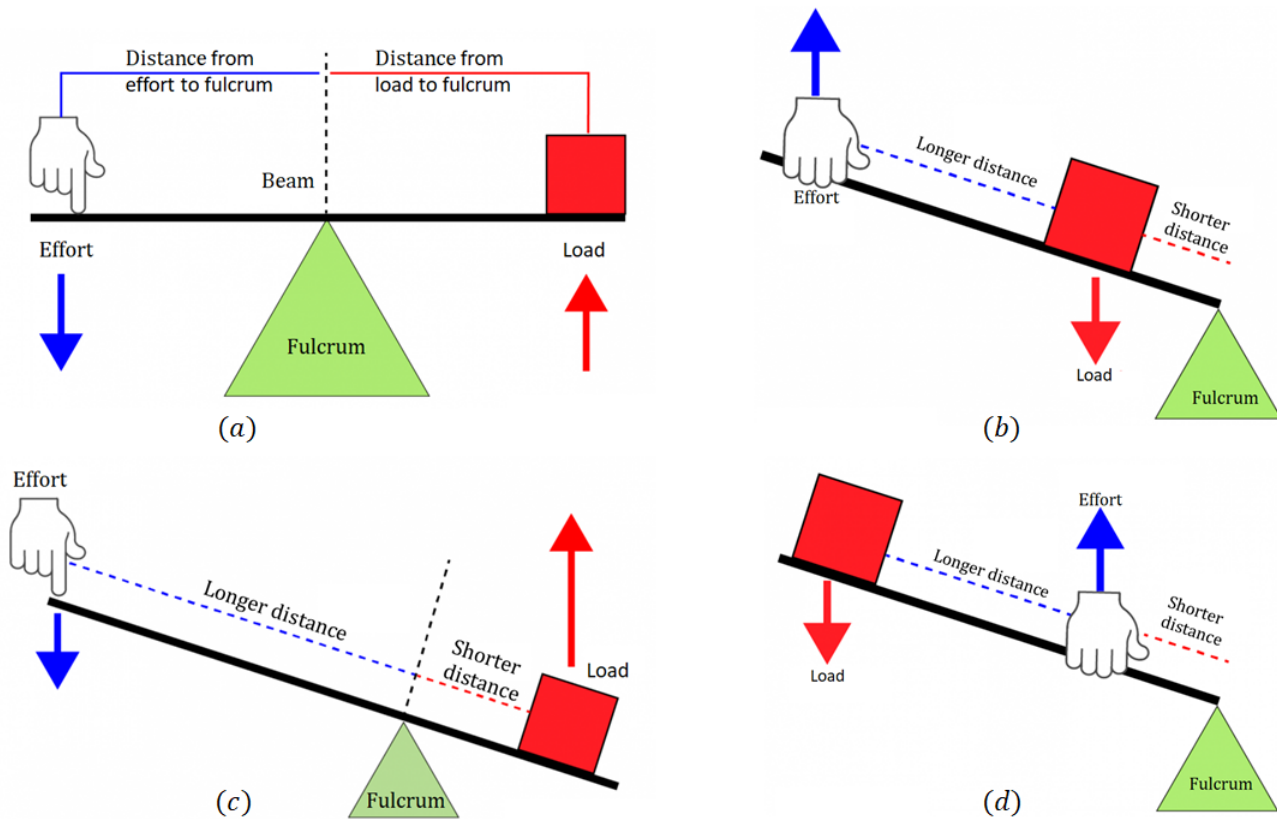 Distance from
effort to fulcrum
Distance from
load to fulcrum
Beam
Effort
Load
Fulcrum
(a)
Longer distance
Effort
Shorter
distance
Load
Fulcrum
(b)
Effort
Longer distance
Shorter
distance
Load
Fulcrum
(c)
Effort
Longer distance
Shorter
distance
Load
Fulcrum
(d)